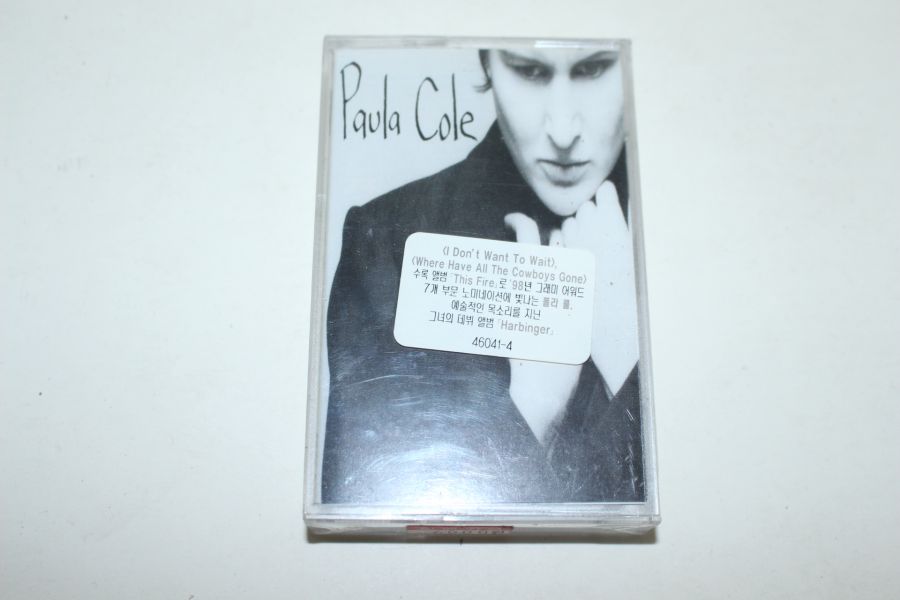 Paula Cole
〈I Don't Want To Wait〉,
〈Where Have All The Cowboys Gone〉
수록 앨범 「This Fire」로 '98년 그래미 어워드
7개 부문 노미네이션에 빛나는 폴라 콜.
예술적인 목소리를 지닌
그녀의 데뷔 앨범 「Harbinger」
46041-4